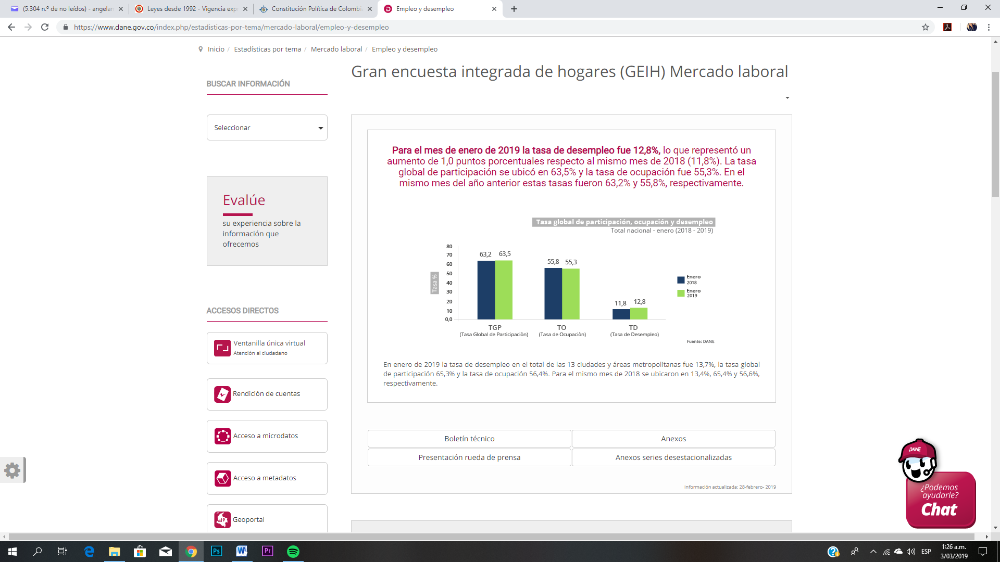 (5.304 n.º de no leídos) - angelan
Leyes desde 1992 - Vigencia exp
Constitución Política de Colombi
Empleo y desempleo
https://www.dane.gov.co/index.php/estadisticas-por-tema/mercado-laboral/empleo-y-desempleo
Inicio / Estadísticas por tema / Mercado laboral / Empleo y desempleo
Gran encuesta integrada de hogares (GEIH) Mercado laboral
BUSCAR INFORMACIÓN
Seleccionar
Evalúe
su experiencia sobre la
información que
ofrecemos
ACCESOS DIRECTOS
Ventanilla única virtual
Atención al ciudadano
Rendición de cuentas
Acceso a microdatos
Acceso a metadatos
Geoportal
Para el mes de enero de 2019 la tasa de desempleo fue 12,8%, lo que representó un
aumento de 1,0 puntos porcentuales respecto al mismo mes de 2018 (11,8%). La tasa
global de participación se ubicó en 63,5% y la tasa de ocupación fue 55,3%. En el
mismo mes del año anterior estas tasas fueron 63,2% y 55,8%, respectivamente.
Tasa global de participación, ocupación y desempleo
Total nacional - enero (2018 - 2019)
Tasa %
80
70
60
50
40
30
20
10
0,0
63,2 63,5
55,8 55,3
11,8 12,8
TGP
(Tasa Global de Participación)
TO
(Tasa de Ocupación)
TD
(Tasa de Desempleo)
Enero
2018
Enero
2019
Fuente: DANE
En enero de 2019 la tasa de desempleo en el total de las 13 ciudades y áreas metropolitanas fue 13,7%, la tasa global
de participación 65,3% y la tasa de ocupación 56,4%. Para el mismo mes de 2018 se ubicaron en 13,4%, 65,4% y 56,6%,
respectivamente.
Boletín técnico
Anexos
Presentación rueda de prensa
Anexos series desestacionalizadas
Información actualizada: 28-febrero- 2019
DANE
¿Podemos
ayudarle?
Chat
Ps
W
Pr
ESP
1:26 a.m.
3/03/2019